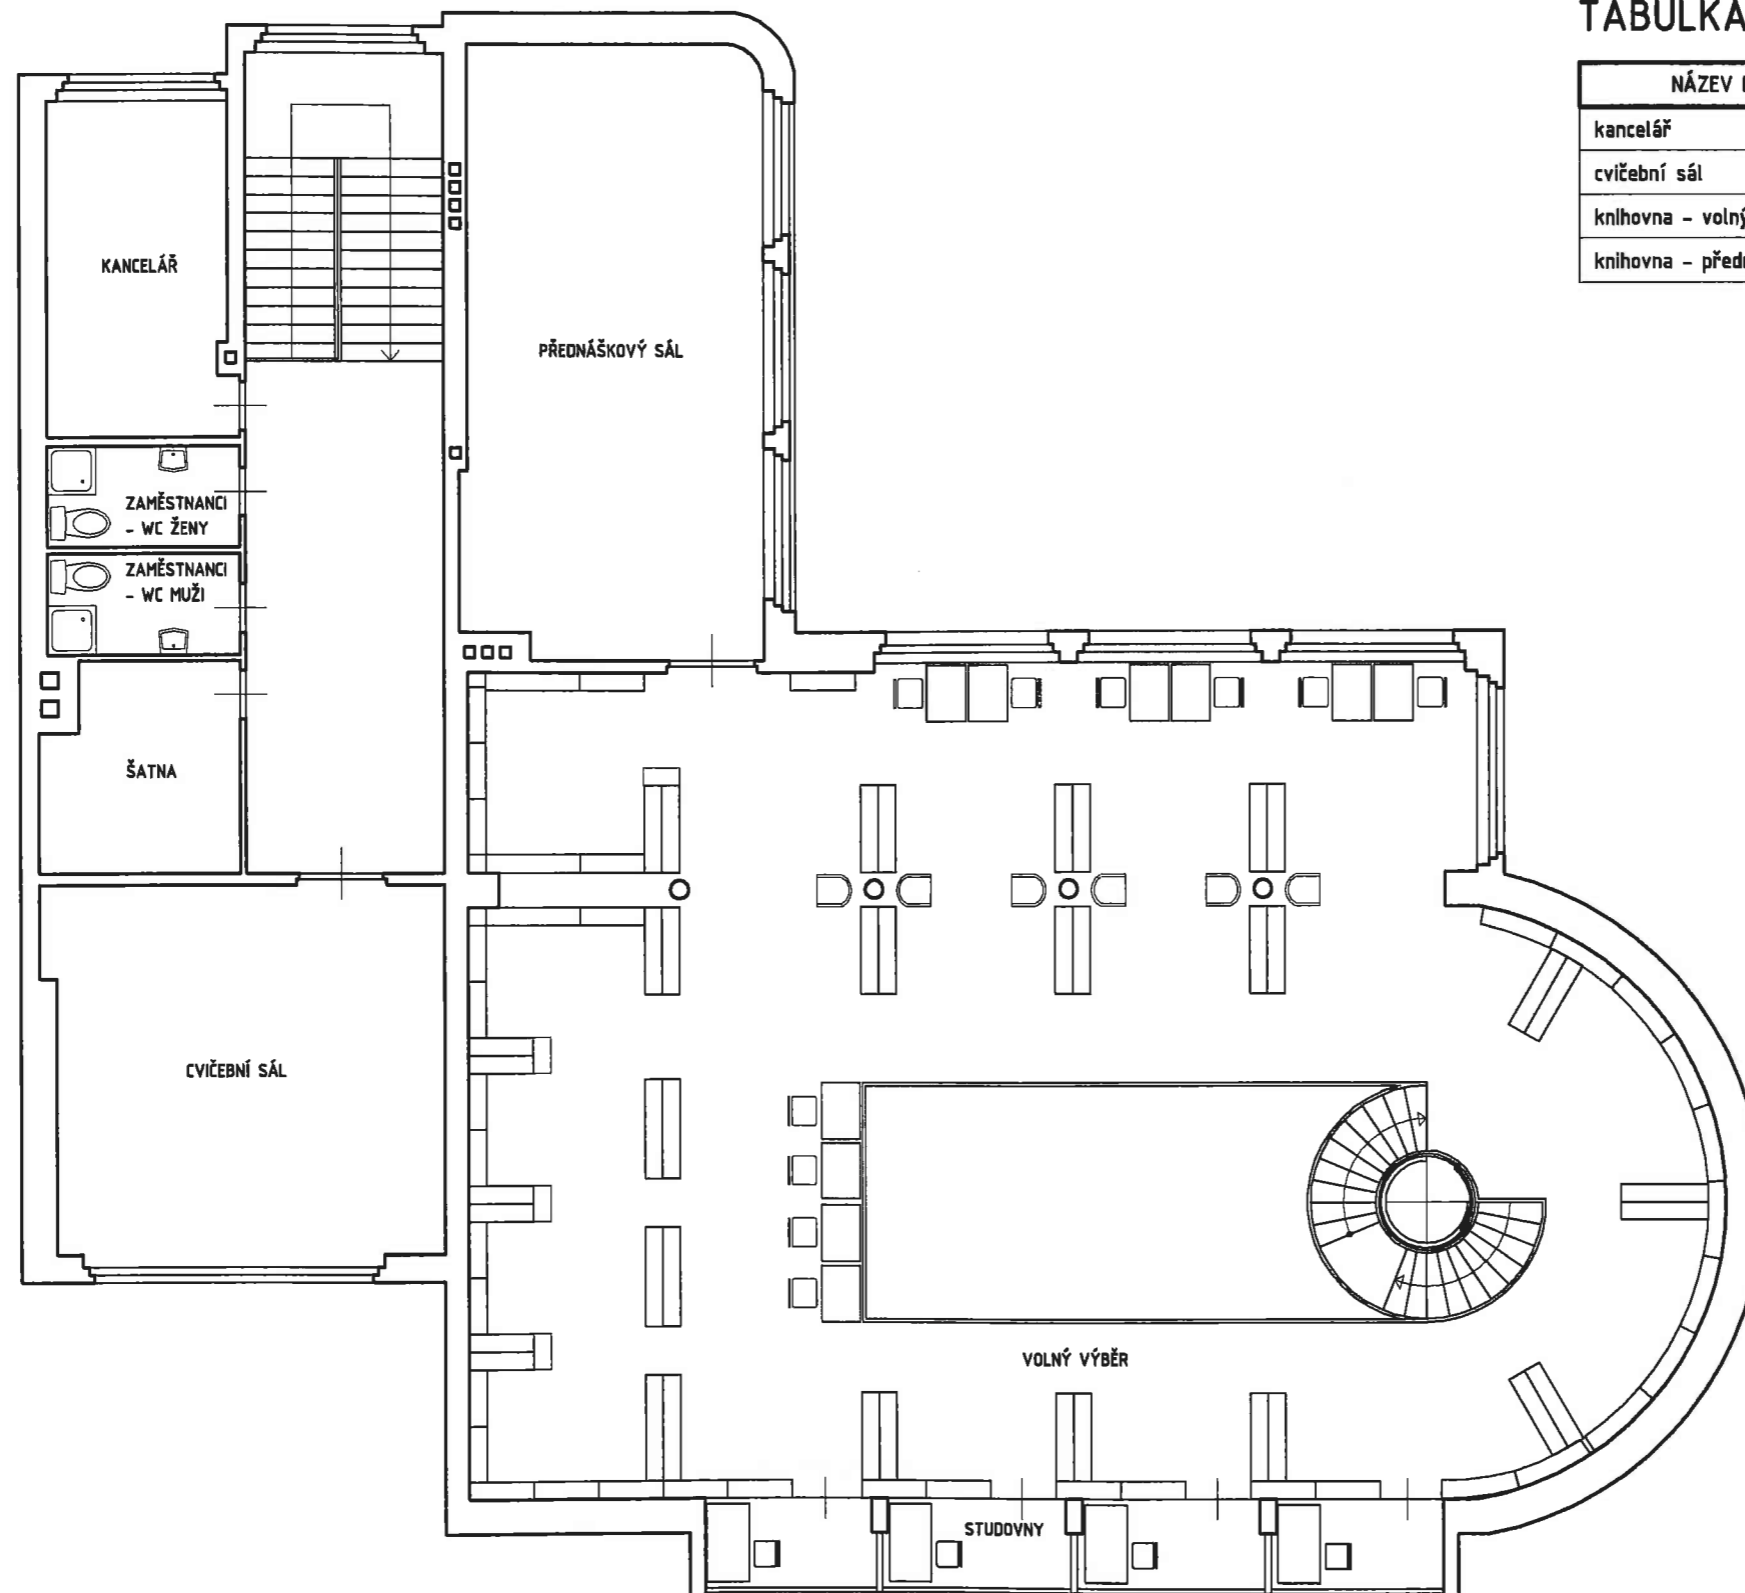 TABULKA
NÁZEV
kancelář
cvičební sál
knihovna - volný
knihovna - před
KANCELÁŘ
PŘEDNÁŠKOVÝ SÁL
ZAMĚSTNANCI
- WC ŽENY
ZAMĚSTNANCI
- WC MUŽI
ŠATNA
CVIČEBNÍ SÁL
VOLNÝ VÝBĚR
STUDOVNY